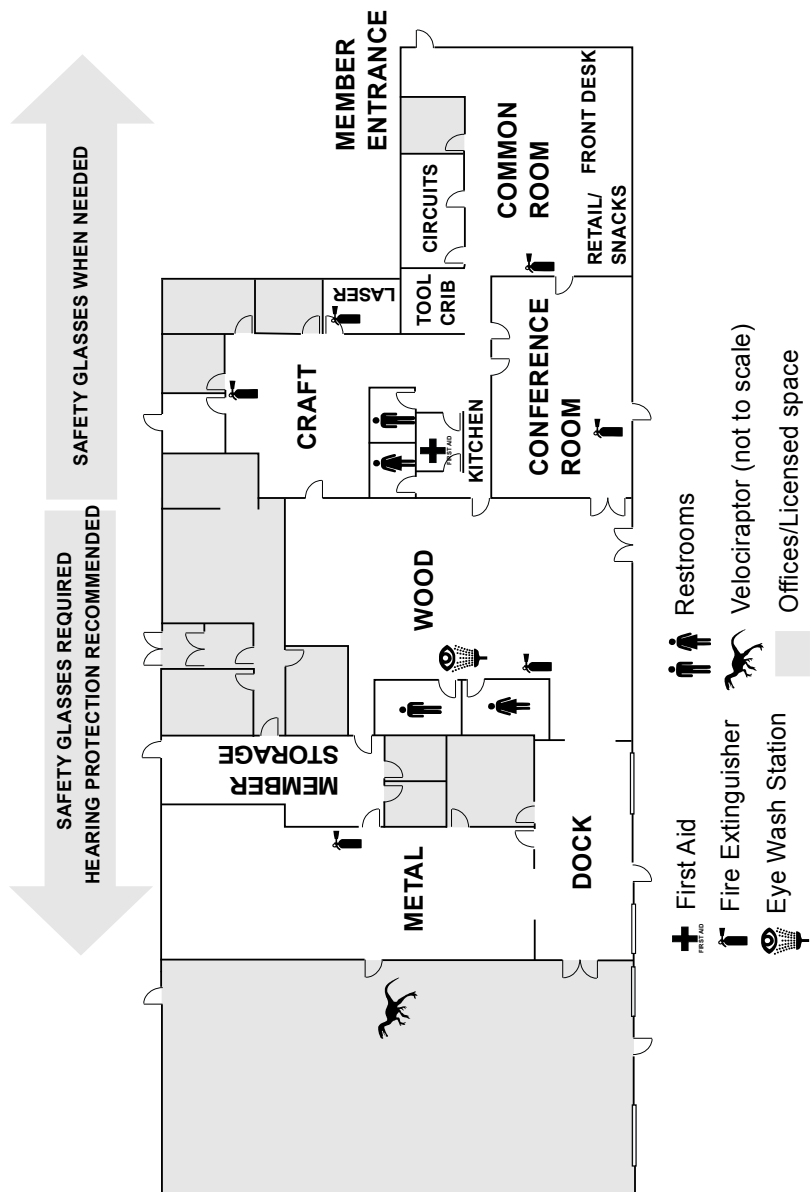 SAFETY GLASSES REQUIRED
HEARING PROTECTION RECOMMENDED
SAFETY GLASSES WHEN NEEDED
MEMBER
ENTRANCE
MEMBER
STORAGE
METAL
DOCK
WOOD
CRAFT
FIRST AID
KITCHEN
LASER
TOOL
CRIB
CIRCUITS
CONFERENCE
ROOM
COMMON
ROOM
RETAIL/
SNACKS
FRONT DESK
FIRST AID
First Aid
Fire Extinguisher
Eye Wash Station
Restrooms
Velociraptor (not to scale)
Offices/Licensed space